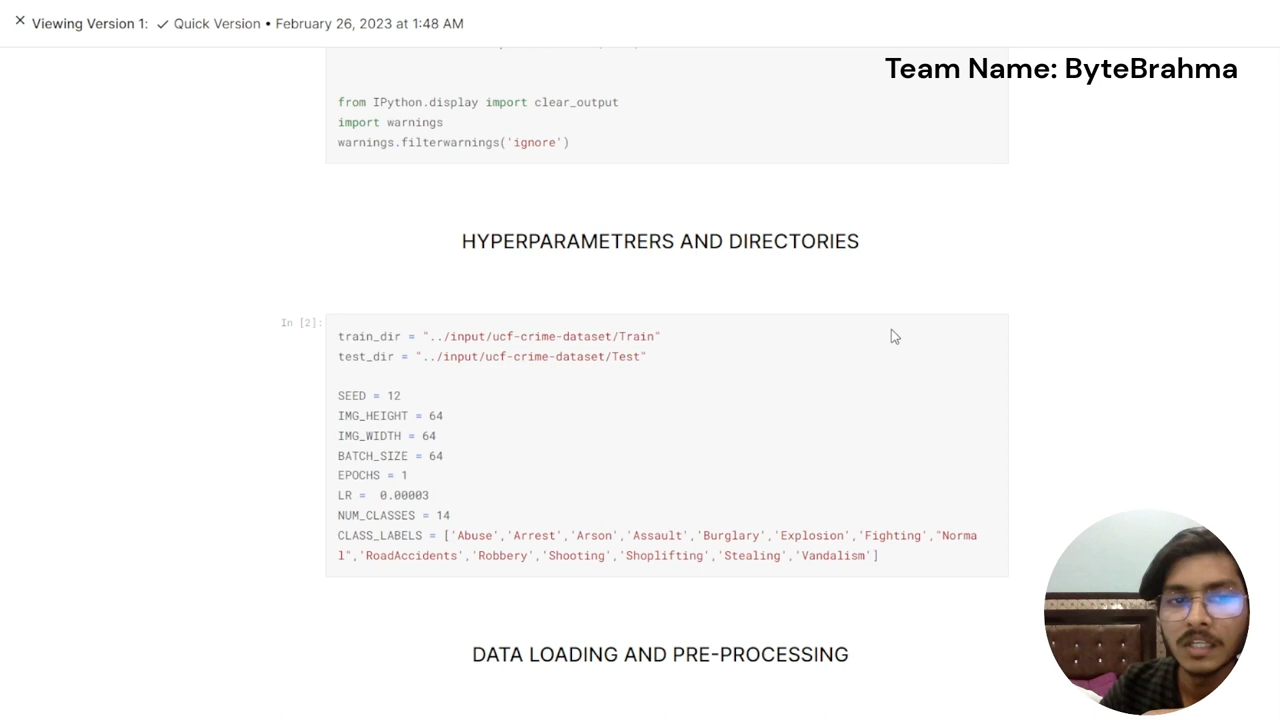 Viewing Version 1: ✓ Quick Version • February 26, 2023 at 1:48 AM
Team Name: ByteBrahma
from IPython.display import clear_output
import warnings
warnings.filterwarnings('ignore')
HYPERPARAMETRERS AND DIRECTORIES
In [2]:
train_dir = "../input/ucf-crime-dataset/Train"
test_dir = "../input/ucf-crime-dataset/Test"
SEED = 12
IMG_HEIGHT = 64
IMG_WIDTH = 64
BATCH_SIZE = 64
EPOCHS = 1
LR =  0.00003
NUM_CLASSES = 14
CLASS_LABELS = ['Abuse','Arrest','Arson','Assault','Burglary','Explosion','Fighting',"Norma
l",'RoadAccidents','Robbery','Shooting','Shoplifting','Stealing','Vandalism']
DATA LOADING AND PRE-PROCESSING